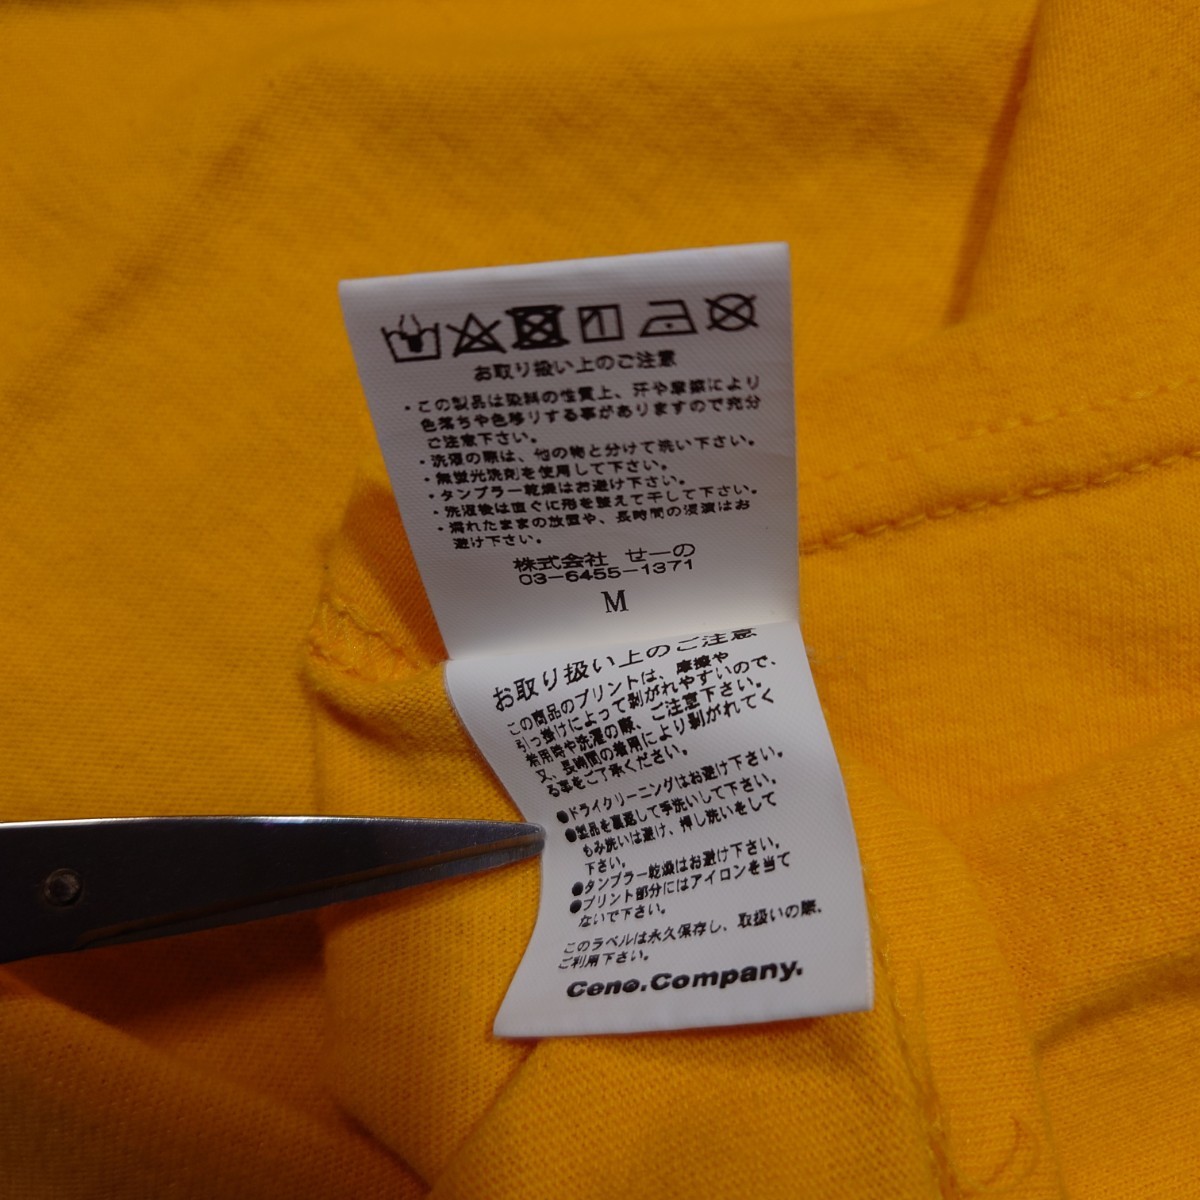 お取り扱い上のご注意
・この製品は染料の性質上、汗や摩擦により
色落ちや色移りする事がありますので充分
ご注意下さい。
・洗濯の際は、他の物と分けて洗い下さい。
・無蛍光洗剤を使用して下さい。
・タンブラー乾燥はお避け下さい。
・洗濯後は直ぐに形を整えて干して下さい。
・濡れたままの放置や、長時間の浸漬はお
避け下さい。
株式会社 せーの
03-6455-1371
M
お取り扱い上のご注意
この商品のプリントは、摩擦や
引っ掛けによって剥がれやすいので、
着用時や洗濯の際、ご注意下さい。
又、長時間の着用により剥がれてく
る事をご了承ください。
●ドライクリーニングはお避け下さい。
●製品を裏返して手洗いして下さい。
もみ洗いは避け、押し洗いをして
下さい。
●タンブラー乾燥はお避け下さい。
●プリント部分にはアイロンを当て
ないで下さい。
このラベルは永久保存し、取扱いの際、
ご利用下さい。
Ceno.Company.